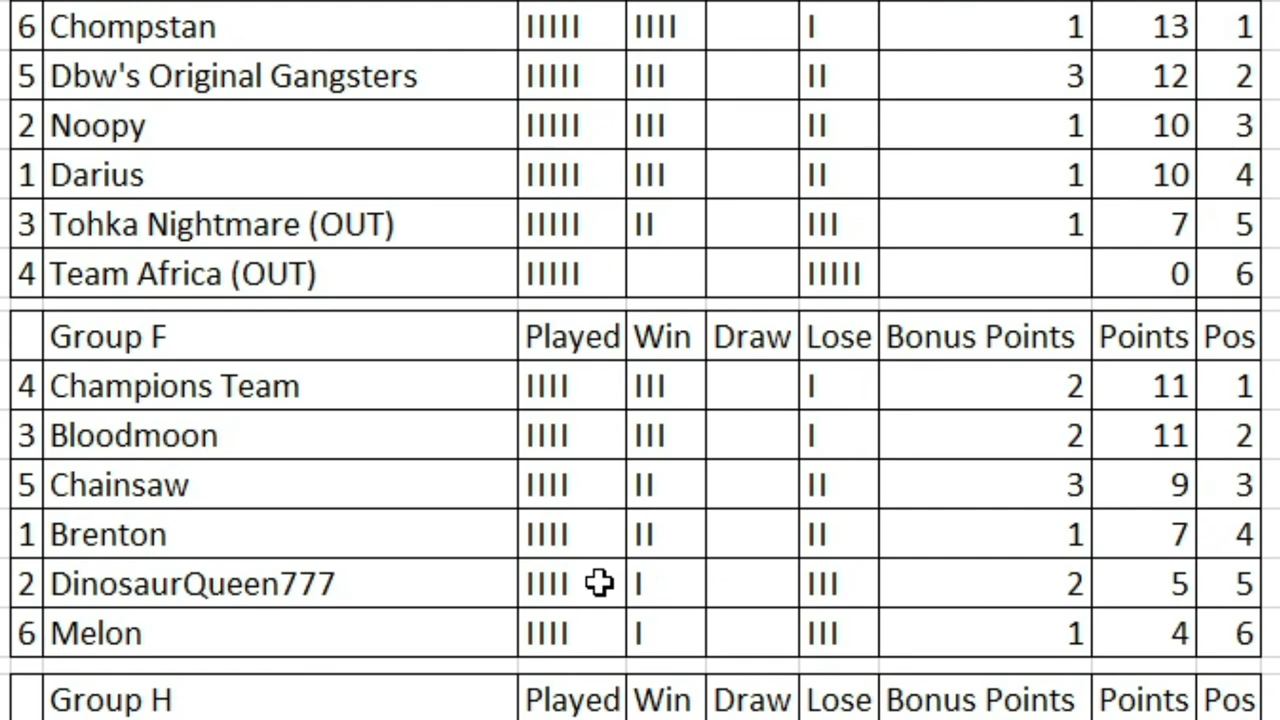 6 Chompstan IIIII IIII I 1 13 1
5 Dbw's Original Gangsters IIIII III II 3 12 2
2 Noopy IIIII III II 1 10 3
1 Darius IIIII III II 1 10 4
3 Tohka Nightmare (OUT) IIIII II III 1 7 5
4 Team Africa (OUT) IIIII IIIII 0 6
Group F Played Win Draw Lose Bonus Points Points Pos
4 Champions Team IIII III I 2 11 1
3 Bloodmoon IIII III I 2 11 2
5 Chainsaw IIII II II 3 9 3
1 Brenton IIII II II 1 7 4
2 DinosaurQueen777 IIII I III 2 5 5
6 Melon IIII I III 1 4 6
Group H Played Win Draw Lose Bonus Points Points Pos